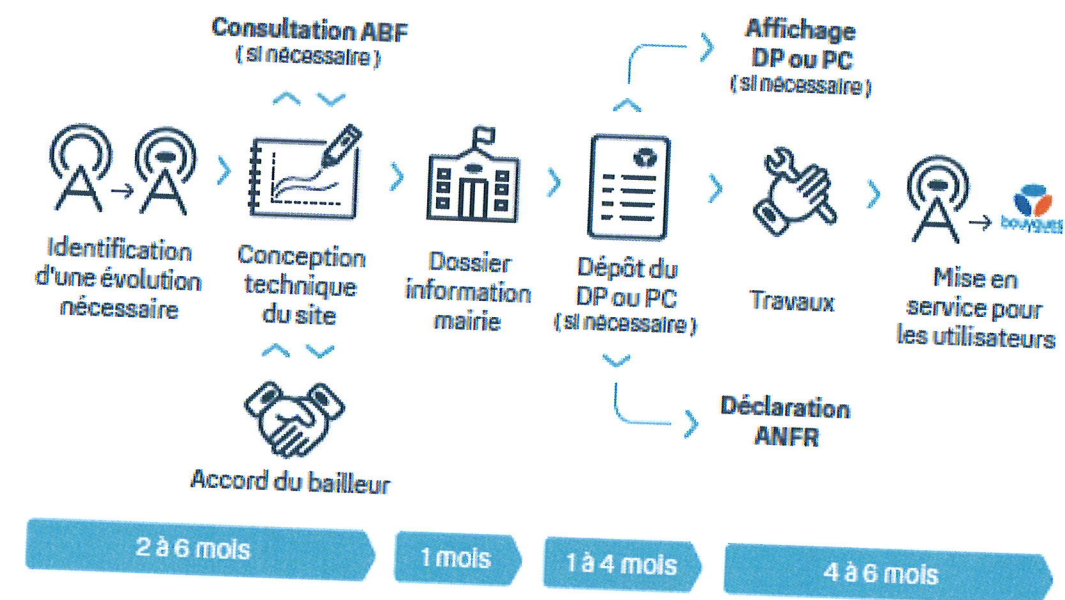 Consultation ABF
( si nécessaire )
Affichage
DP ou PC
( si nécessaire )
Identification
d'une évolution
nécessaire
Conception
technique
du site
Dossier
information
mairie
Dépôt du
DP ou PC
( si nécessaire )
Travaux
bouygues
Mise en
service pour
les utilisateurs
Accord du bailleur
Déclaration
ANFR
2 à 6 mois
1 mois
1 à 4 mois
4 à 6 mois